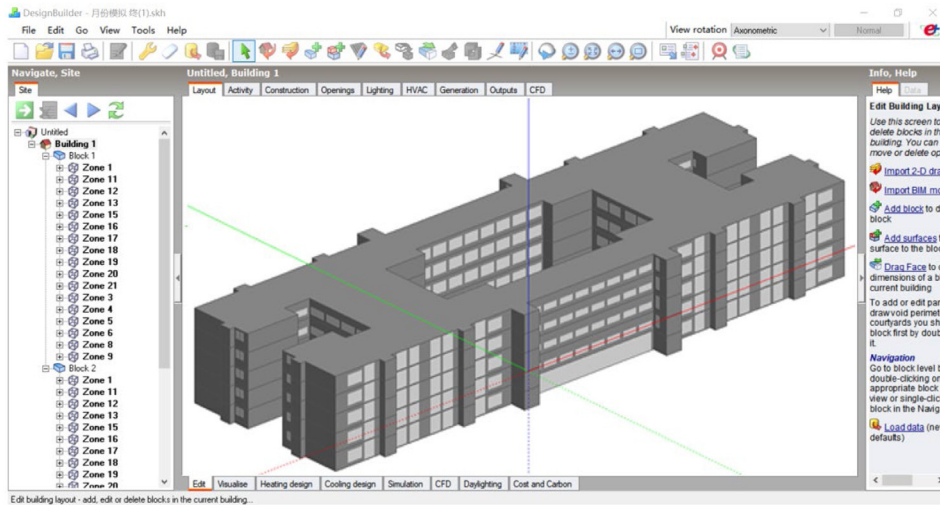 DesignBuilder - 月份模拟 终(1).skh
File Edit Go View Tools Help
View rotation Axonometric Normal
Navigate, Site
Site
Untitled
Building 1
Block 1
Zone 1
Zone 11
Zone 12
Zone 13
Zone 15
Zone 16
Zone 17
Zone 18
Zone 19
Zone 20
Zone 21
Zone 3
Zone 4
Zone 5
Zone 6
Zone 8
Zone 9
Block 2
Zone 1
Zone 11
Zone 12
Zone 13
Zone 15
Zone 16
Zone 17
Zone 18
Zone 19
Zone 20
Untitled, Building 1
Layout Activity Construction Openings Lighting HVAC Generation Outputs CFD
Edit Visualise Heating design Cooling design Simulation CFD Daylighting Cost and Carbon
Info, Help
Help Data
Edit Building Lay
Use this screen to
delete blocks in th
building. You can
move or delete op
Import 2-D dra
Import BIM mo
Add block to d
block
Add surfaces t
surface to the bloc
Drag Face to c
dimensions of a b
current building
To add or edit par
draw void perimet
courtyards you sh
block first by doub
it.
Navigation
Go to block level b
double-clicking on
appropriate block
view or single-clic
block in the Navig
Load data (ne
defaults)
Edit building layout - add, edit or delete blocks in the current building...